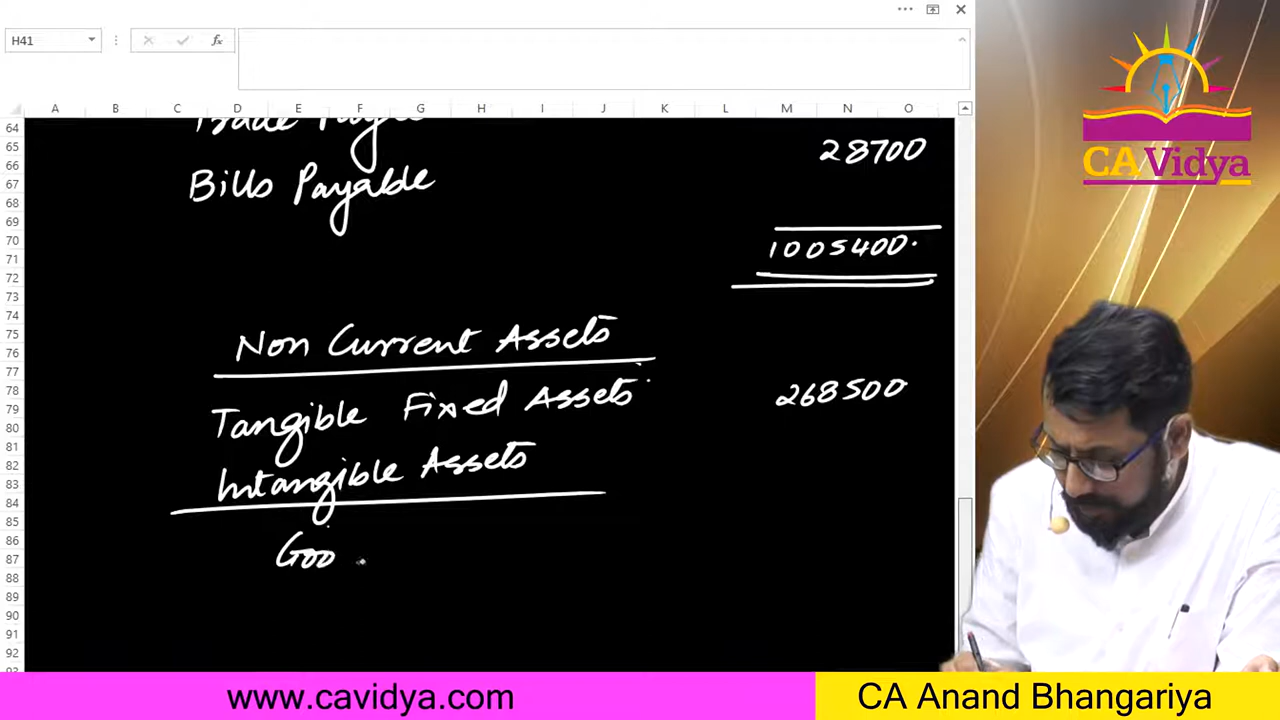 H41
fx
A B C D E F G H I J K L M N O
64 Trade
65 28700
66 Bills Payable
67
68
69
70 1005400.
71
72
73
74
75 Non Current Assets
76
77
78 Tangible Fixed Assets 268500
79
80
81
82 Intangible Assets
83
84
85
86
87 Goo
88
89
90
91
92
CA Vidya
www.cavidya.com
CA Anand Bhangariya